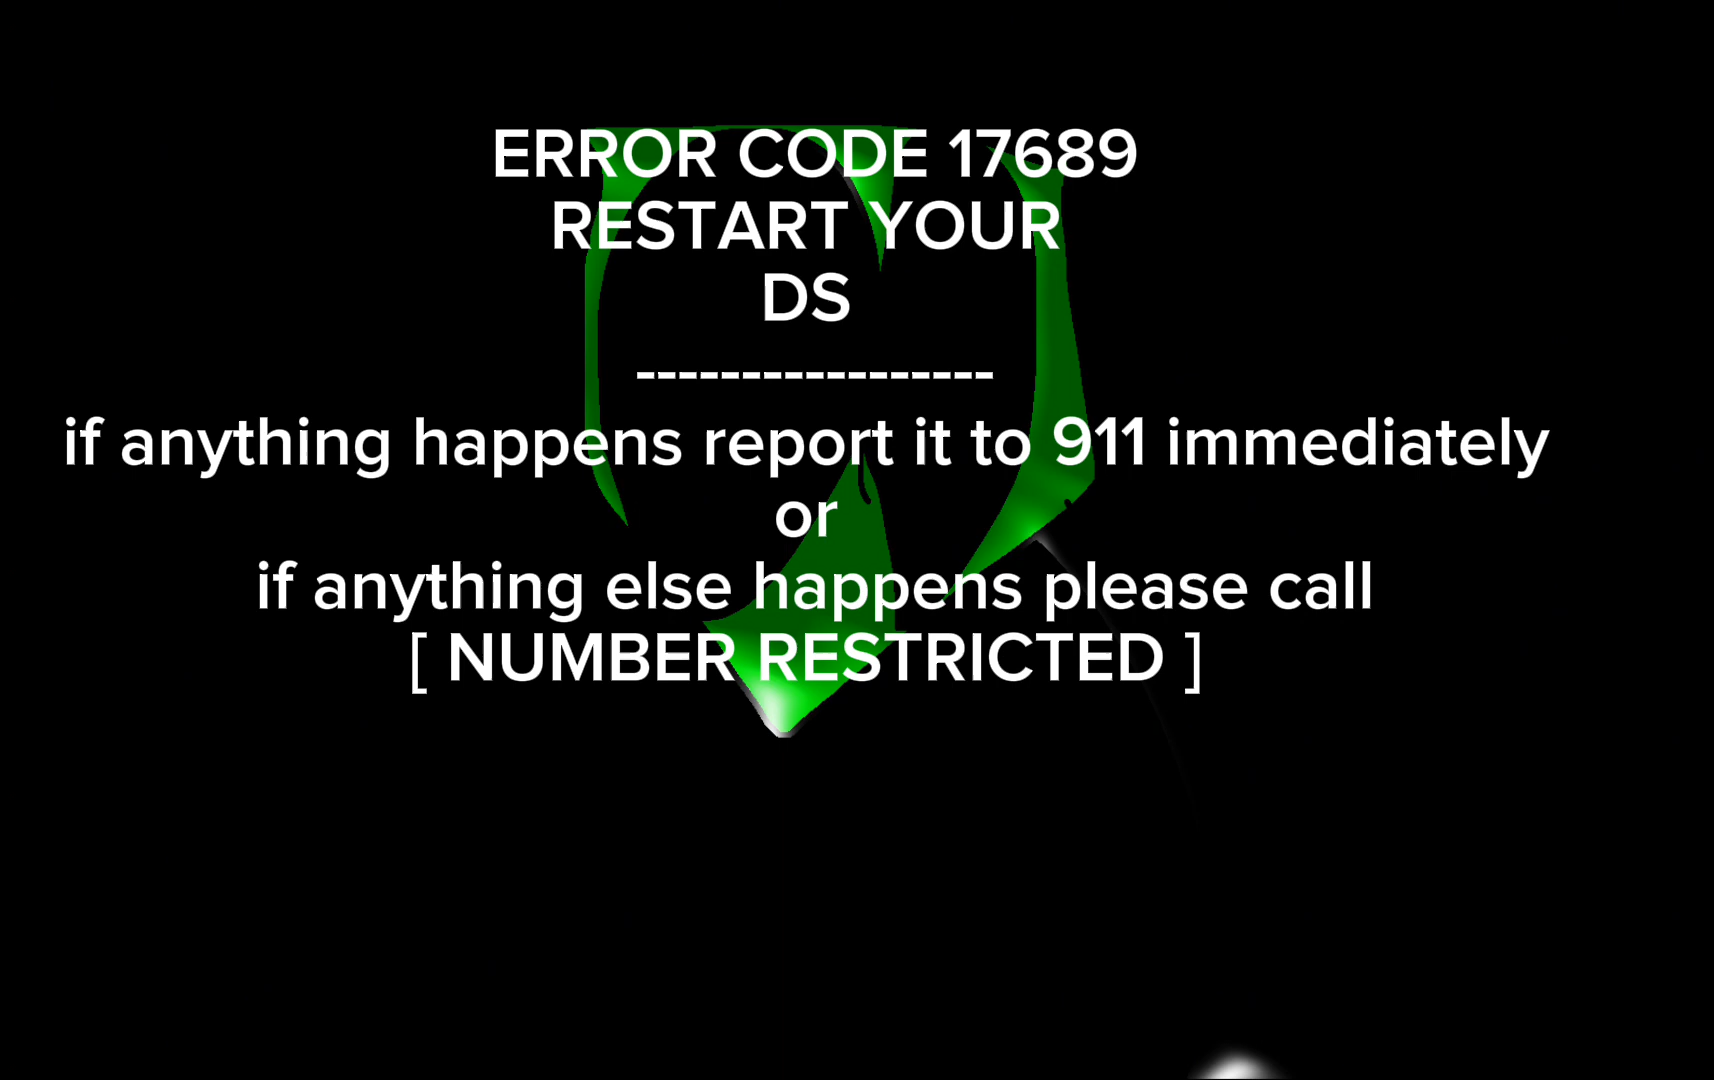 ERROR CODE 17689
RESTART YOUR
DS
-----------------
if anything happens report it to 911 immediately
or
if anything else happens please call
[ NUMBER RESTRICTED ]